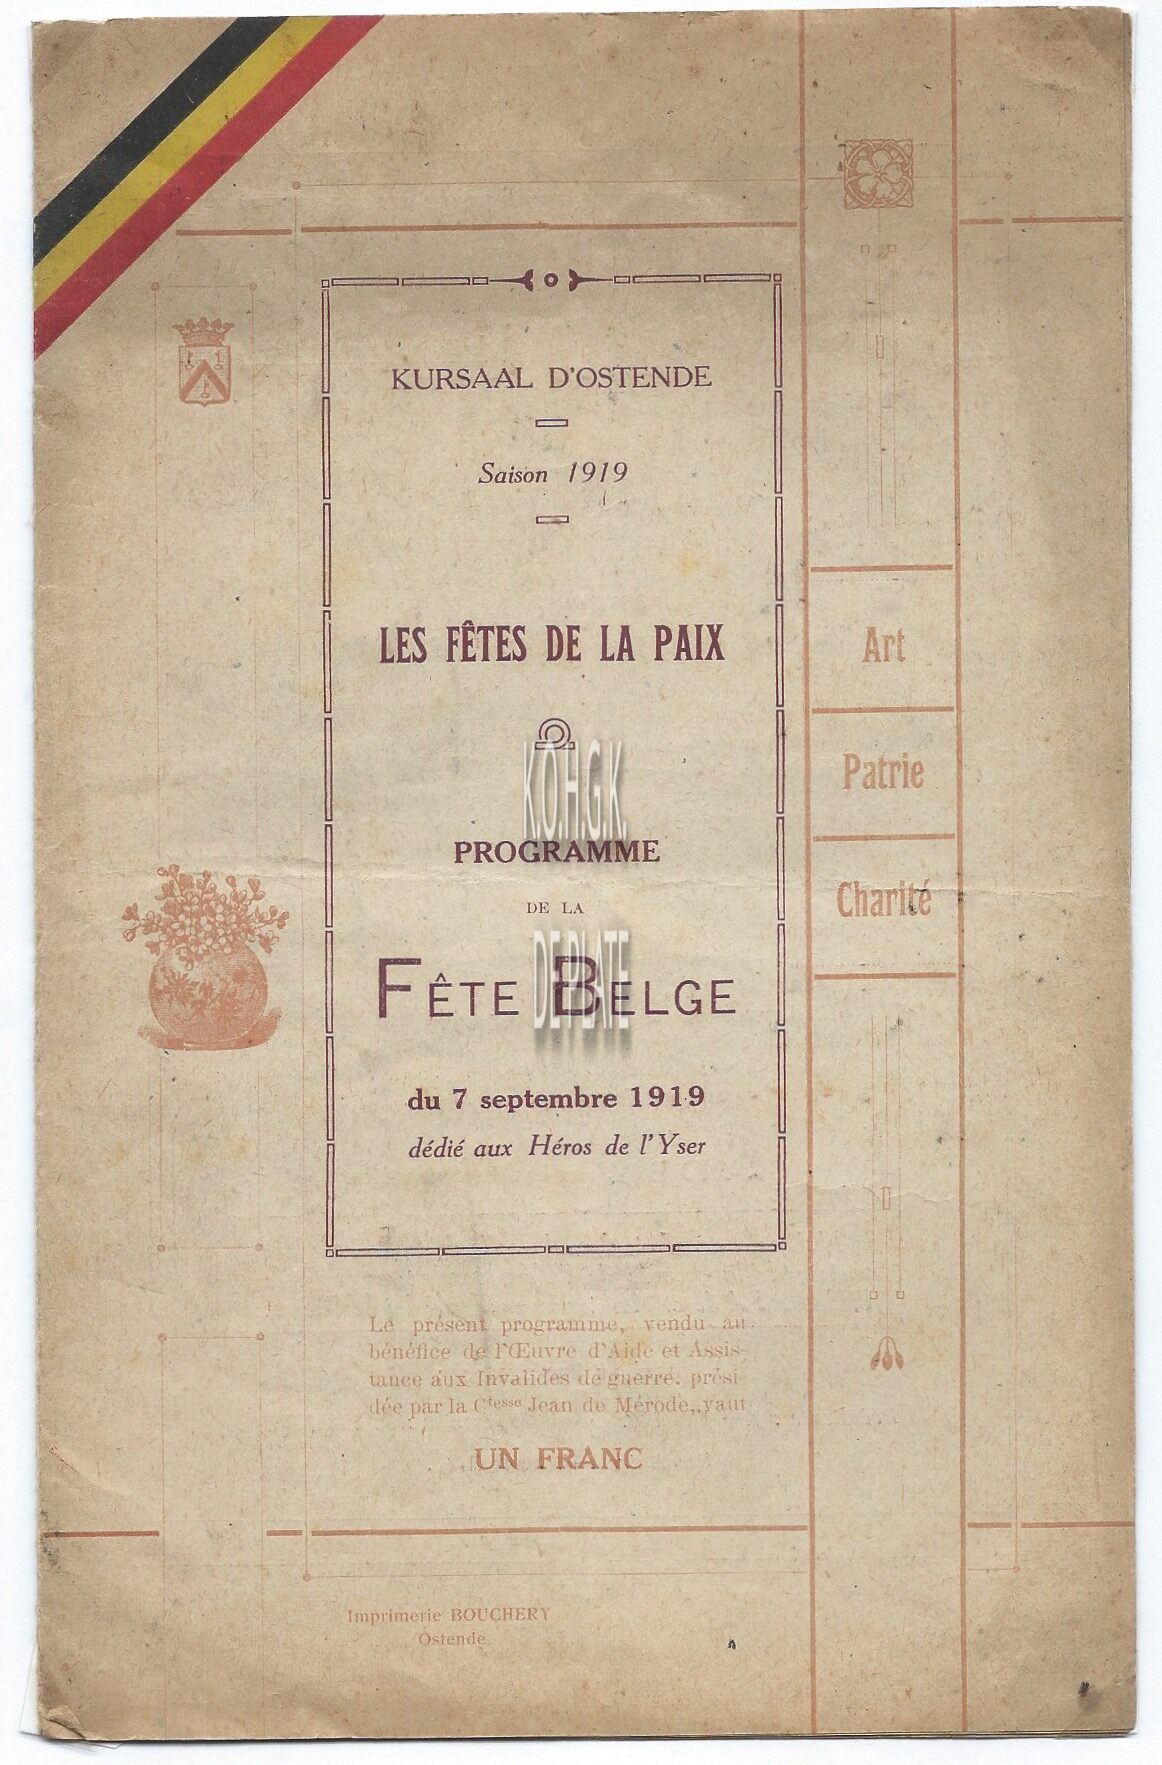 KURSAAL D'OSTENDE
Saison 1919
LES FÊTES DE LA PAIX
K.O.H.G.K.
PROGRAMME
DE LA
DE PLATE
FÊTE BELGE
du 7 septembre 1919
dédié aux Héros de l'Yser
Art
Patrie
Charité
Le présent programme, vendu au
bénéfice de l'Œuvre d'Aide et Assis-
tance aux Invalides de guerre, prési-
dée par la Ctesse Jean de Mérode, vaut
UN FRANC
Imprimerie BOUCHERY
Ostende